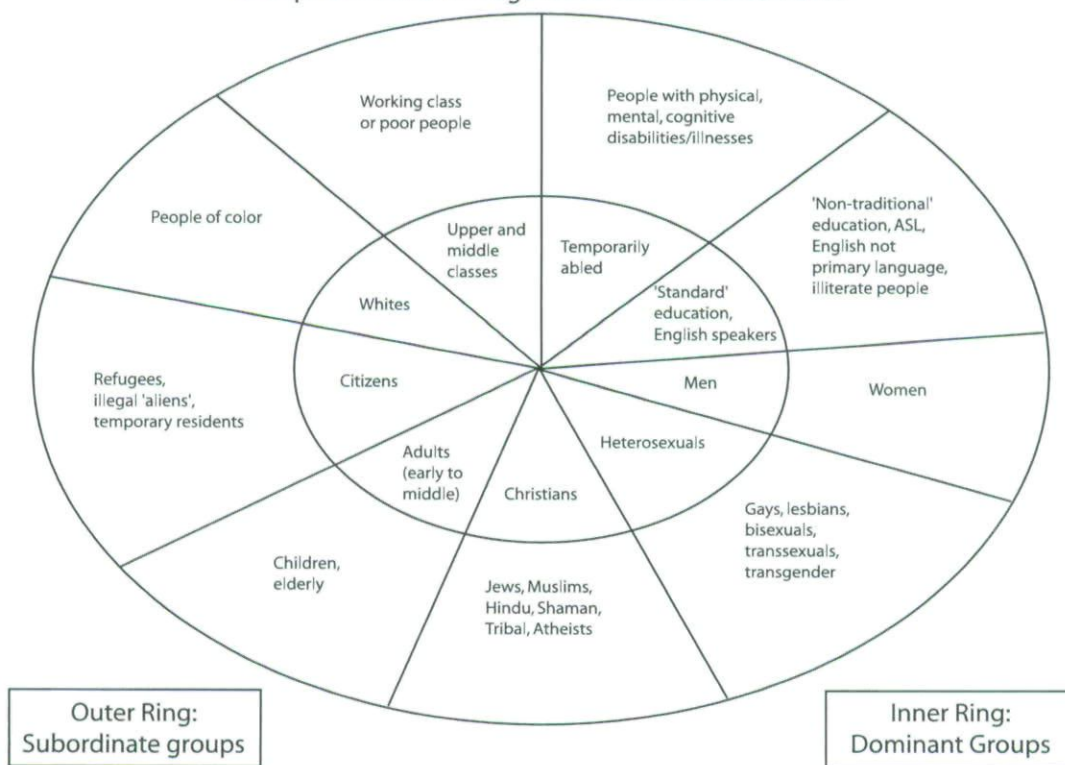 Working class
or poor people
People with physical,
mental, cognitive
disabilities/illnesses
People of color
'Non-traditional'
education, ASL,
English not
primary language,
illiterate people
Upper and
middle
classes
Temporarily
abled
Whites
'Standard'
education,
English speakers
Refugees,
illegal 'aliens',
temporary residents
Citizens
Men
Women
Adults
(early to
middle)
Christians
Heterosexuals
Children,
elderly
Jews, Muslims,
Hindu, Shaman,
Tribal, Atheists
Gays, lesbians,
bisexuals,
transsexuals,
transgender
Outer Ring:
Subordinate groups
Inner Ring:
Dominant Groups